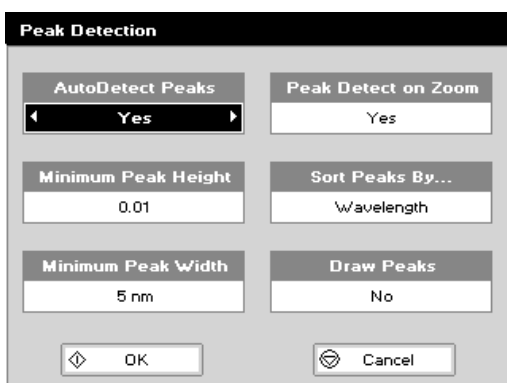 Peak Detection
AutoDetect Peaks
Yes
Peak Detect on Zoom
Yes
Minimum Peak Height
0.01
Sort Peaks By...
Wavelength
Minimum Peak Width
5 nm
Draw Peaks
No
OK
Cancel